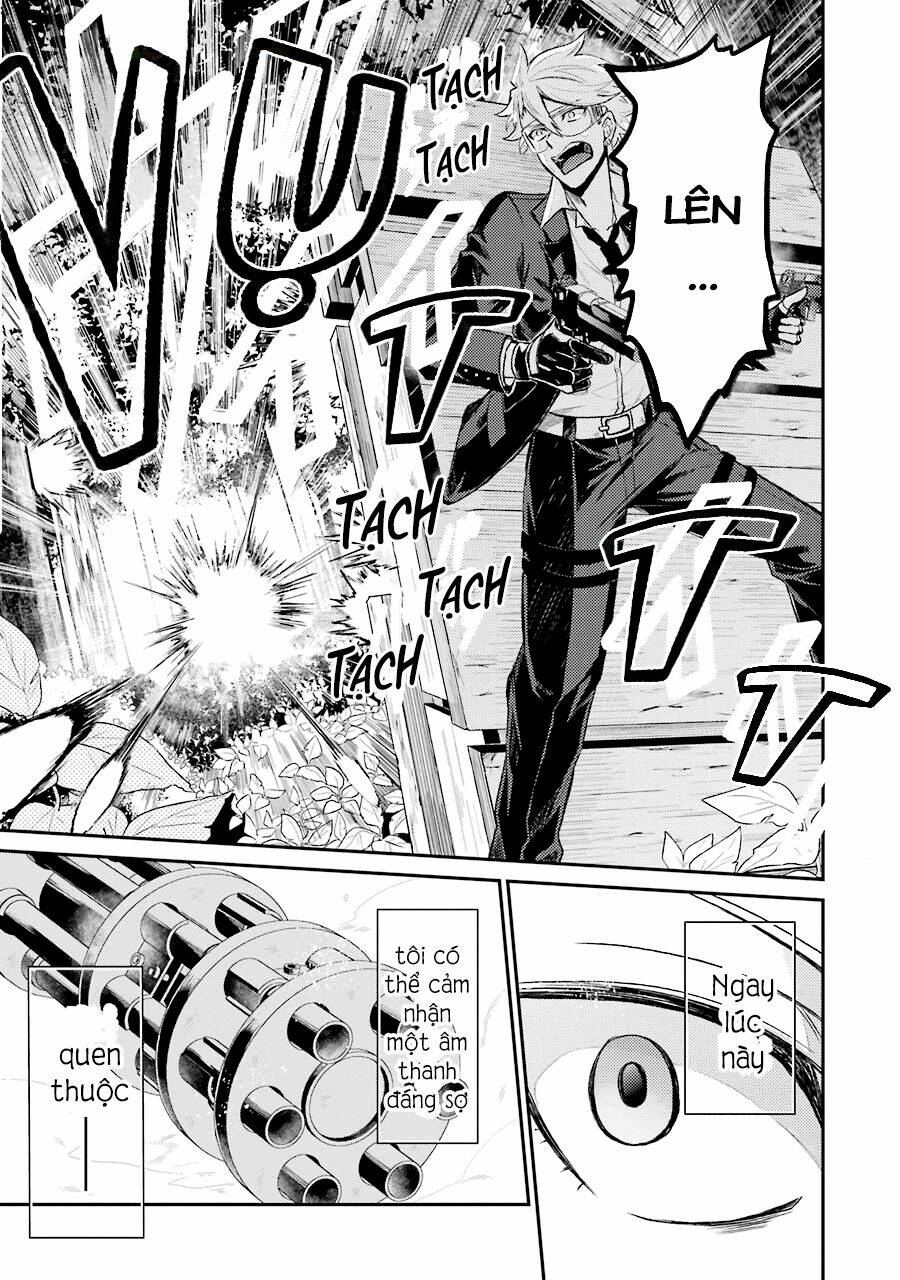 LÊN
...
TẠCH
TẠCH
VỤT
T
T
TẠCH
TẠCH
TẠCH
Ngay
lúc
này
tôi có
thể cảm
nhận một âm
thanh
đáng sợ
quen
thuộc